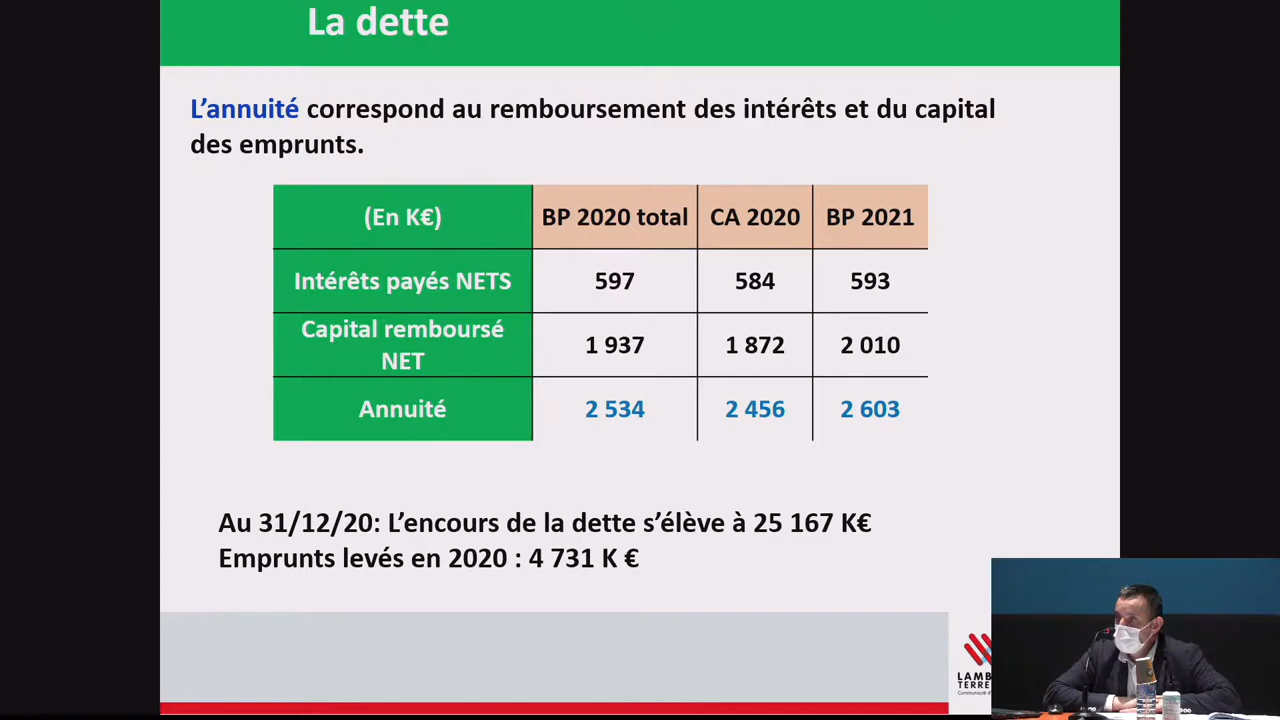 La dette
L’annuité correspond au remboursement des intérêts et du capital
des emprunts.
(En K€) BP 2020 total CA 2020 BP 2021
Intérêts payés NETS 597 584 593
Capital remboursé
NET 1 937 1 872 2 010
Annuité 2 534 2 456 2 603
Au 31/12/20: L’encours de la dette s’élève à 25 167 K€
Emprunts levés en 2020 : 4 731 K €
LAMB
TERRE